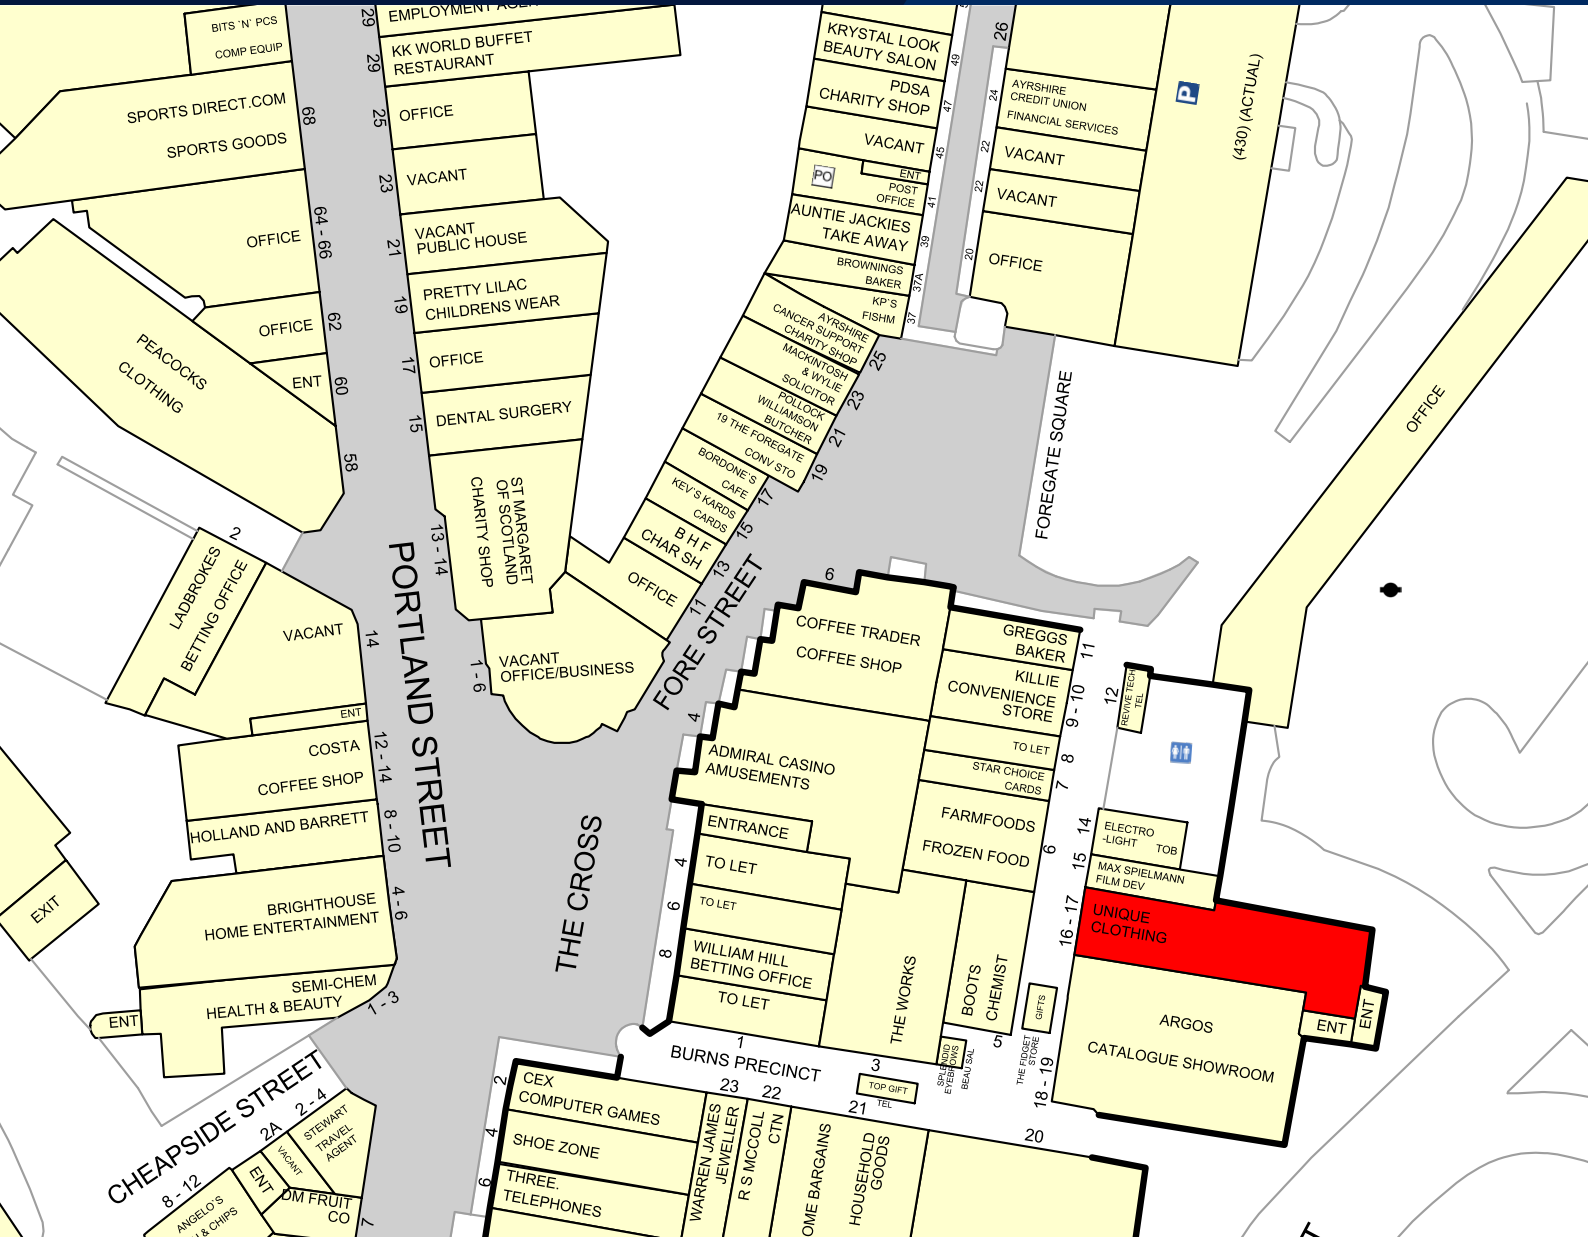 BITS `N` PCS
COMP EQUIP
SPORTS DIRECT.COM
SPORTS GOODS
68
OFFICE
64 - 66
OFFICE
62
ENT
60
PEACOCKS
CLOTHING
58
29
KK WORLD BUFFET
RESTAURANT
29
OFFICE
25
VACANT
23
VACANT
PUBLIC HOUSE
21
PRETTY LILAC
CHILDRENS WEAR
19
OFFICE
17
DENTAL SURGERY
15
ST MARGARET
OF SCOTLAND
CHARITY SHOP
13 - 14
VACANT
OFFICE/BUSINESS
1 - 6
KRYSTAL LOOK
BEAUTY SALON
49
PDSA
CHARITY SHOP
47
VACANT
45
ENT
PO
POST
OFFICE
41
AUNTIE JACKIES
TAKE AWAY
39
BROWNINGS
BAKER
37A
KP`S
FISHM
37
AYRSHIRE
CANCER SUPPORT
CHARITY SHOP
25
MACKINTOSH
& WYLIE
SOLICITOR
23
POLLOCK
WILLIAMSON
BUTCHER
21
19 THE FOREGATE
CONV STO
19
BORDONE`S
CAFE
17
KEV`S KARDS
CARDS
15
B H F
CHAR SH
13
OFFICE
11
26
AYRSHIRE
CREDIT UNION
FINANCIAL SERVICES
24
VACANT
22
VACANT
22
OFFICE
20
P
(430) (ACTUAL)
OFFICE
FOREGATE SQUARE
FORE STREET
PORTLAND STREET
THE CROSS
2
LADBROKES
BETTING OFFICE
VACANT
14
ENT
COSTA
COFFEE SHOP
12 - 14
HOLLAND AND BARRETT
8 - 10
BRIGHTHOUSE
HOME ENTERTAINMENT
4 - 6
SEMI-CHEM
HEALTH & BEAUTY
1 - 3
ENT
EXIT
CHEAPSIDE STREET
2 - 4
STEWART
TRAVEL
AGENT
2A
VACANT
ENT
8 - 12
ANGELO`S
& CHIPS
DM FRUIT
CO
7
6
COFFEE TRADER
COFFEE SHOP
4
ADMIRAL CASINO
AMUSEMENTS
ENTRANCE
TO LET
4
TO LET
6
WILLIAM HILL
BETTING OFFICE
8
TO LET
1
GREGGS
BAKER
11
KILLIE
CONVENIENCE
STORE
9 - 10
TO LET
8
STAR CHOICE
CARDS
7
FARMFOODS
FROZEN FOOD
6
THE WORKS
3
BOOTS
CHEMIST
5
12
REVIVE TECH
TEL
ELECTRO
-LIGHT
TOB
14
MAX SPIELMANN
FILM DEV
15
UNIQUE
CLOTHING
16 - 17
ARGOS
CATALOGUE SHOWROOM
18 - 19
ENT
ENT
GIFTS
THE FIDGET
STORE
SPLENDID
EYEBROWS
BEAU SAL
BURNS PRECINCT
TOP GIFT
TEL
2
CEX
COMPUTER GAMES
4
SHOE ZONE
6
THREE.
TELEPHONES
23
WARREN JAMES
JEWELLER
22
R S MCCOLL
CTN
21
HOUSEHOLD
GOODS
20